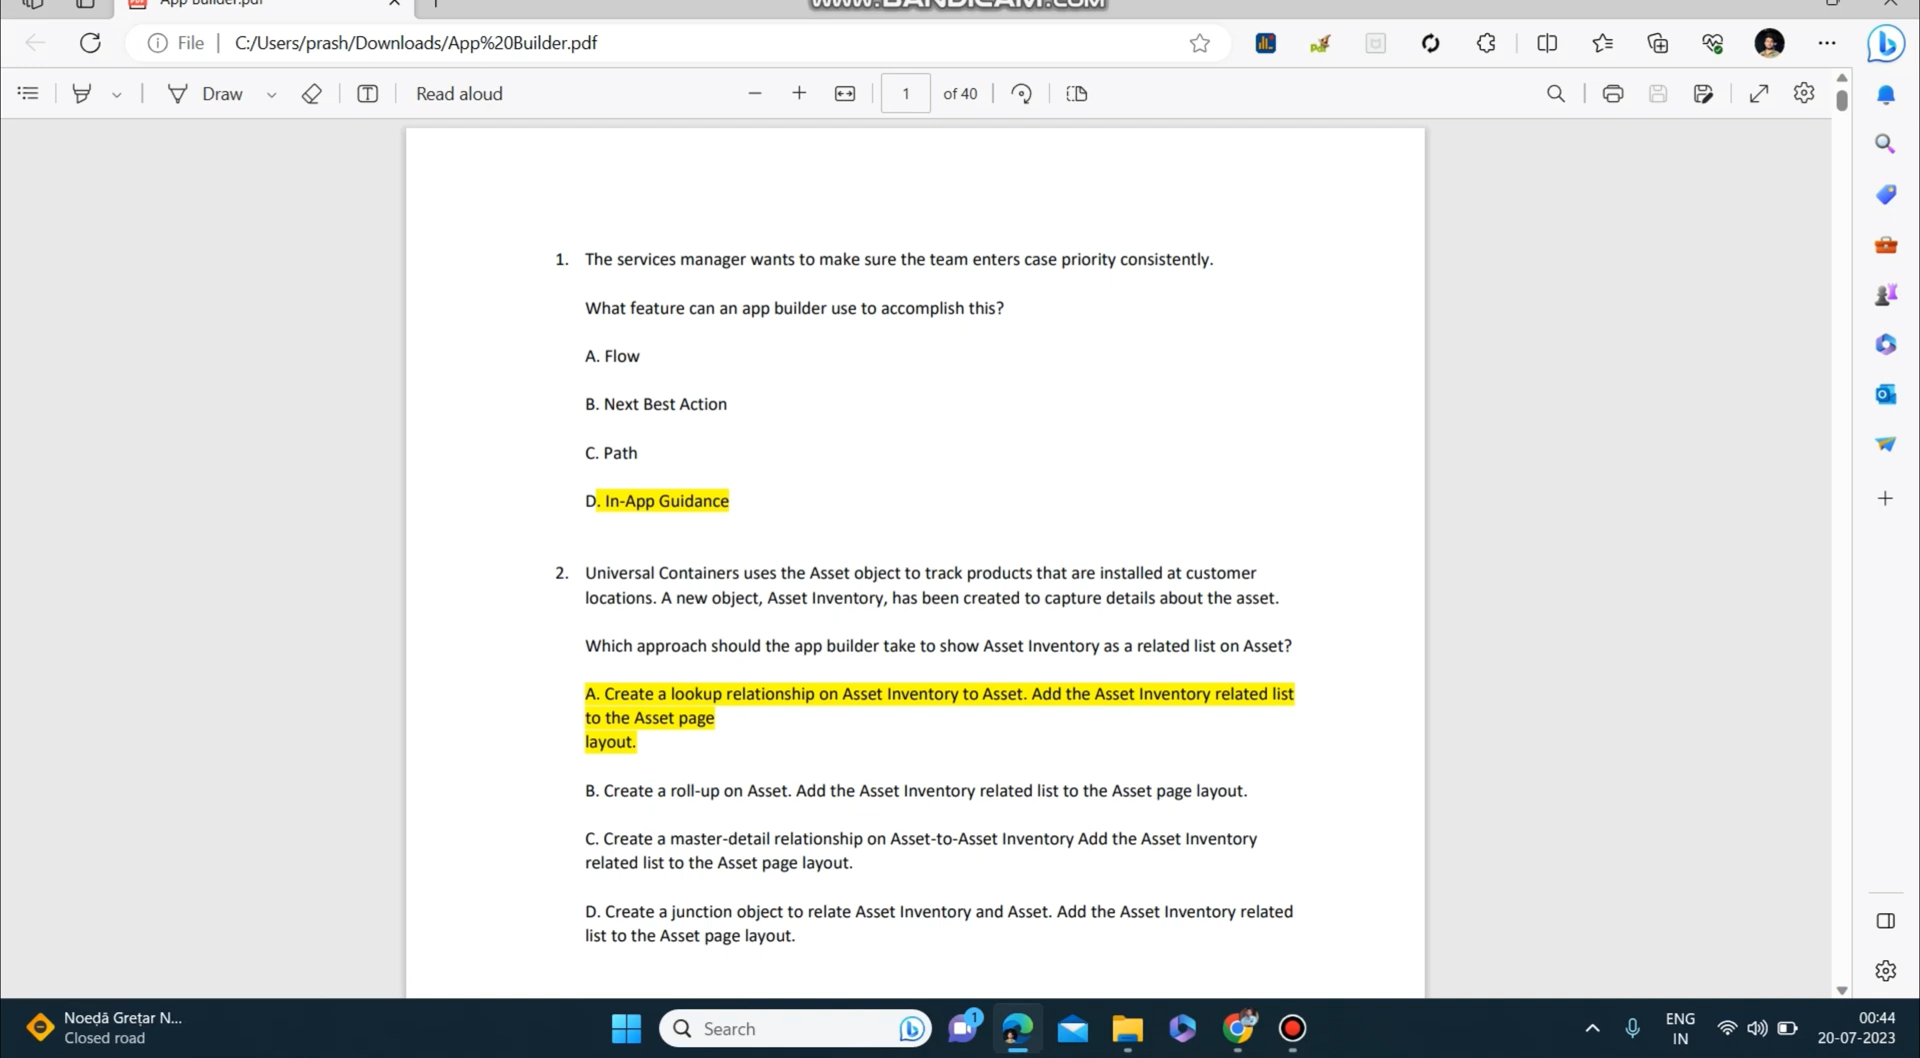 App Builder.pdf
www.BANDICAM.COM
File
C:/Users/prash/Downloads/App%20Builder.pdf
Draw
Read aloud
1
of 40
1. The services manager wants to make sure the team enters case priority consistently.
What feature can an app builder use to accomplish this?
A. Flow
B. Next Best Action
C. Path
D. In-App Guidance
2. Universal Containers uses the Asset object to track products that are installed at customer
locations. A new object, Asset Inventory, has been created to capture details about the asset.
Which approach should the app builder take to show Asset Inventory as a related list on Asset?
A. Create a lookup relationship on Asset Inventory to Asset. Add the Asset Inventory related list
to the Asset page
layout.
B. Create a roll-up on Asset. Add the Asset Inventory related list to the Asset page layout.
C. Create a master-detail relationship on Asset-to-Asset Inventory Add the Asset Inventory
related list to the Asset page layout.
D. Create a junction object to relate Asset Inventory and Asset. Add the Asset Inventory related
list to the Asset page layout.
Noeḍā Greṭar N...
Closed road
Search
1
ENG
IN
00:44
20-07-2023